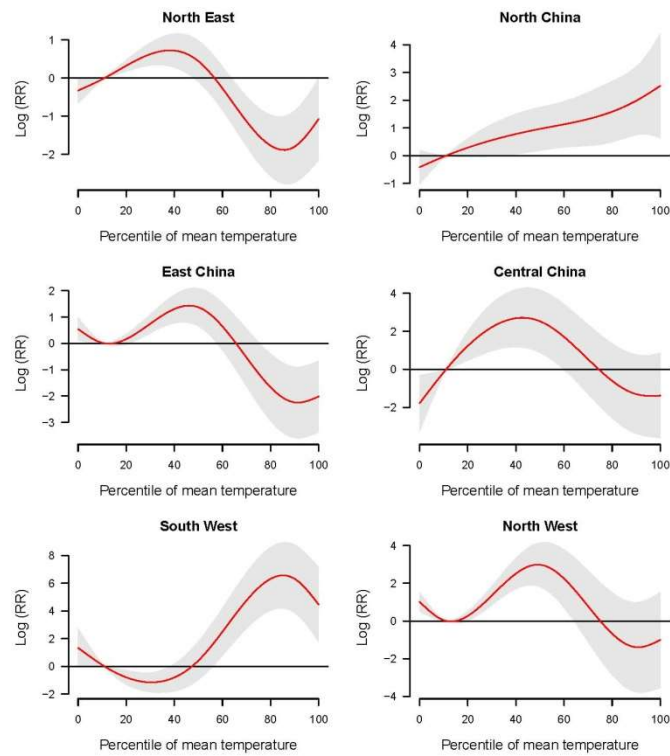 North East
Log (RR)
1
0
−1
−2
0 20 40 60 80 100
Percentile of mean temperature
North China
Log (RR)
4
3
2
1
0
−1
0 20 40 60 80 100
Percentile of mean temperature
East China
Log (RR)
2
1
0
−1
−2
−3
0 20 40 60 80 100
Percentile of mean temperature
Central China
Log (RR)
4
2
0
−2
0 20 40 60 80 100
Percentile of mean temperature
South West
Log (RR)
8
6
4
2
0
−2
0 20 40 60 80 100
Percentile of mean temperature
North West
Log (RR)
4
2
0
−2
−4
0 20 40 60 80 100
Percentile of mean temperature